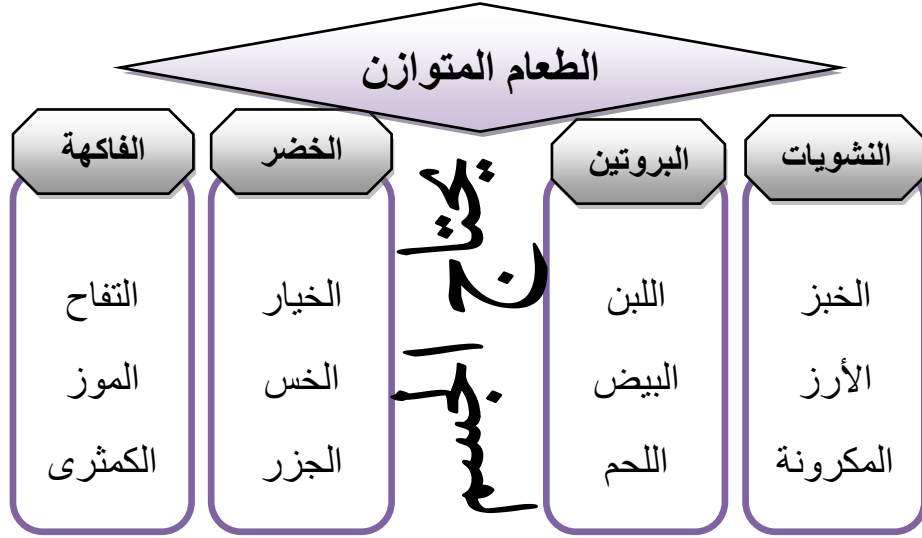 الطعام المتوازن
النشويات
الخبز
الأرز
المكرونة
البروتين
اللبن
البيض
اللحم
يحتاج الجسم
الخضر
الخيار
الخس
الجزر
الفاكهة
التفاح
الموز
الكمثرى